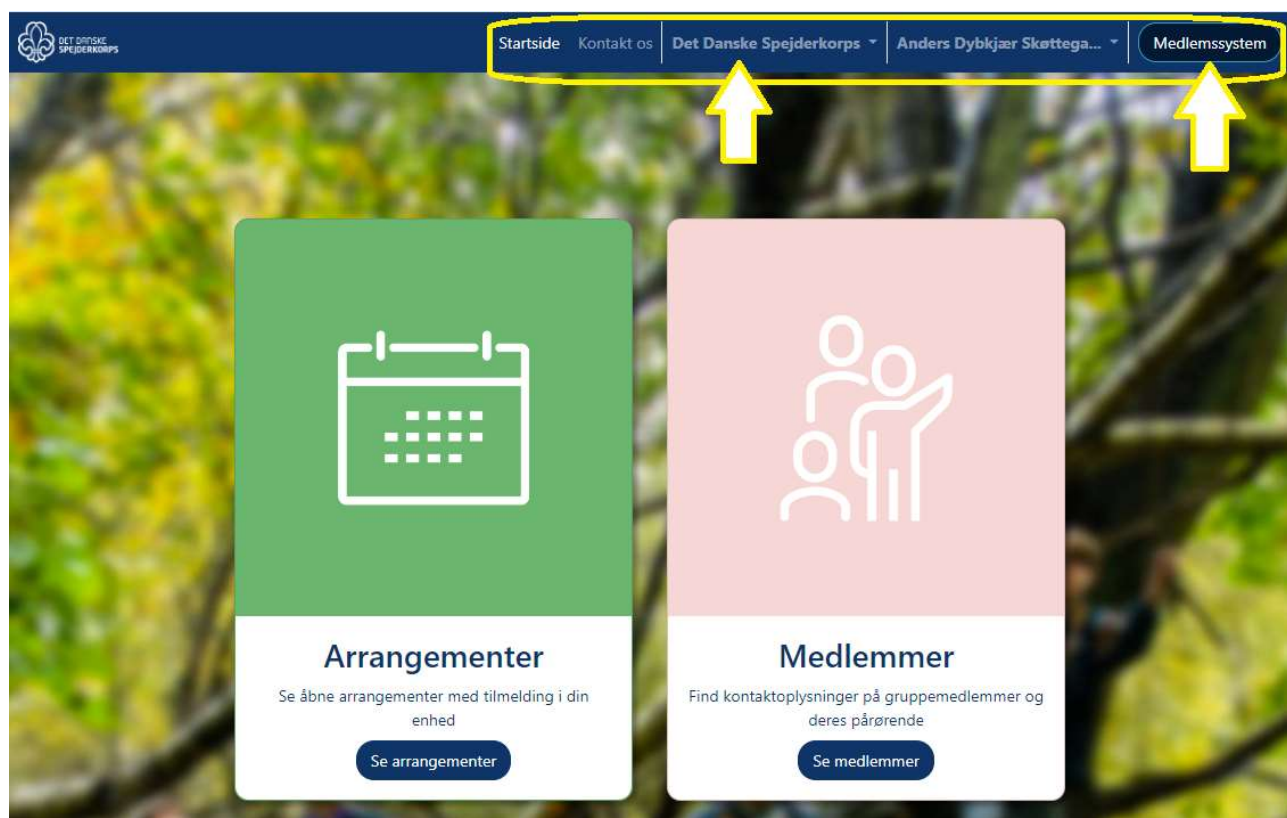 DET DANSKE
SPEJDERKORPS
Startside Kontakt os Det Danske Spejderkorps Anders Dybkjær Skøttega... Medlemssystem
Arrangementer
Se åbne arrangementer med tilmelding i din
enhed
Se arrangementer
Medlemmer
Find kontaktoplysninger på gruppemedlemmer og
deres pårørende
Se medlemmer